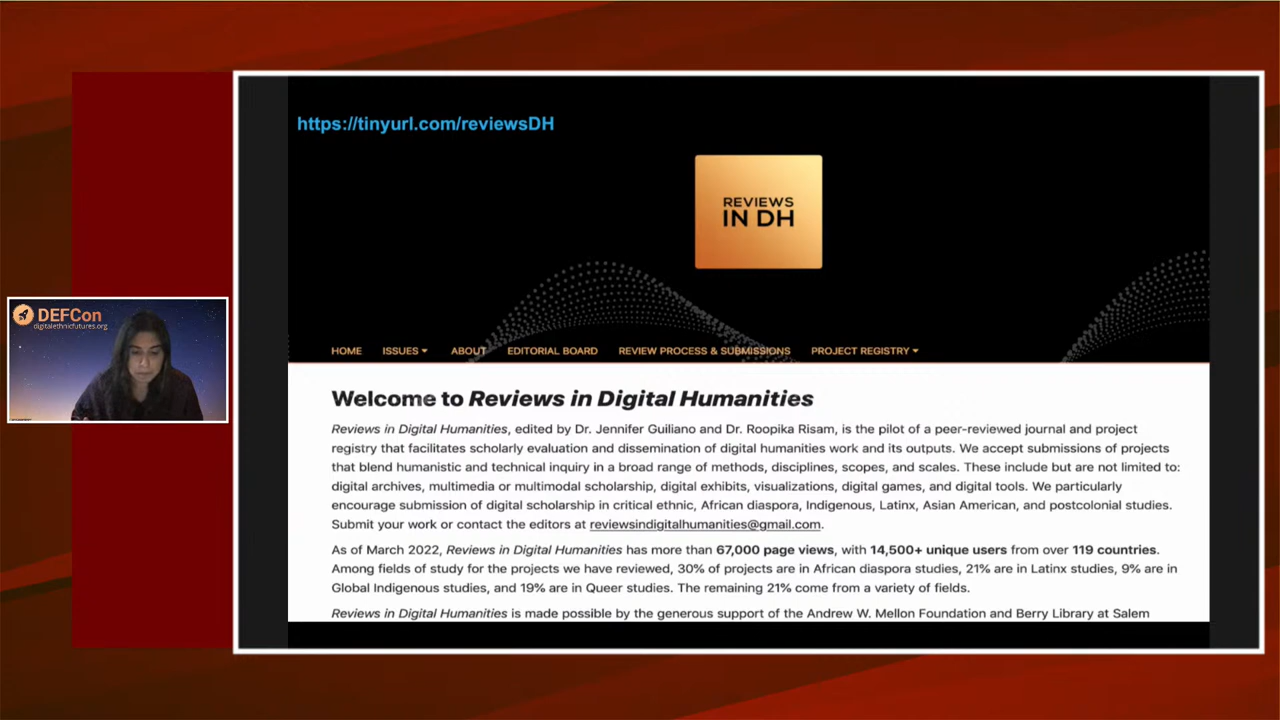 https://tinyurl.com/reviewsDH
REVIEWS
IN DH
HOME ISSUES ABOUT EDITORIAL BOARD REVIEW PROCESS & SUBMISSIONS PROJECT REGISTRY
DEFCon
digitalethnicfutures.org
Welcome to Reviews in Digital Humanities
Reviews in Digital Humanities, edited by Dr. Jennifer Guiliano and Dr. Roopika Risam, is the pilot of a peer-reviewed journal and project
registry that facilitates scholarly evaluation and dissemination of digital humanities work and its outputs. We accept submissions of projects
that blend humanistic and technical inquiry in a broad range of methods, disciplines, scopes, and scales. These include but are not limited to:
digital archives, multimedia or multimodal scholarship, digital exhibits, visualizations, digital games, and digital tools. We particularly
encourage submission of digital scholarship in critical ethnic, African diaspora, Indigenous, Latinx, Asian American, and postcolonial studies.
Submit your work or contact the editors at reviewsindigitalhumanities@gmail.com.
As of March 2022, Reviews in Digital Humanities has more than 67,000 page views, with 14,500+ unique users from over 119 countries.
Among fields of study for the projects we have reviewed, 30% of projects are in African diaspora studies, 21% are in Latinx studies, 9% are in
Global Indigenous studies, and 19% are in Queer studies. The remaining 21% come from a variety of fields.
Reviews in Digital Humanities is made possible by the generous support of the Andrew W. Mellon Foundation and Berry Library at Salem